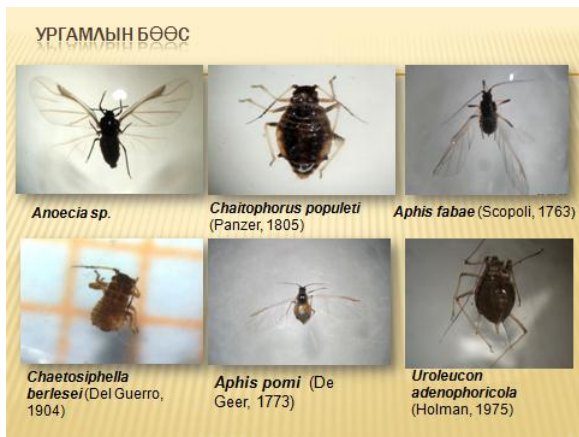 УРГАМЛЫН БӨӨС
Anoecia sp.
Chaitophorus populeti
(Panzer, 1805)
Aphis fabae (Scopoli, 1763)
Chaetosiphella
berlesei (Del Guerro,
1904)
Aphis pomi (De
Geer, 1773)
Uroleucon
adenophoricola
(Holman, 1975)